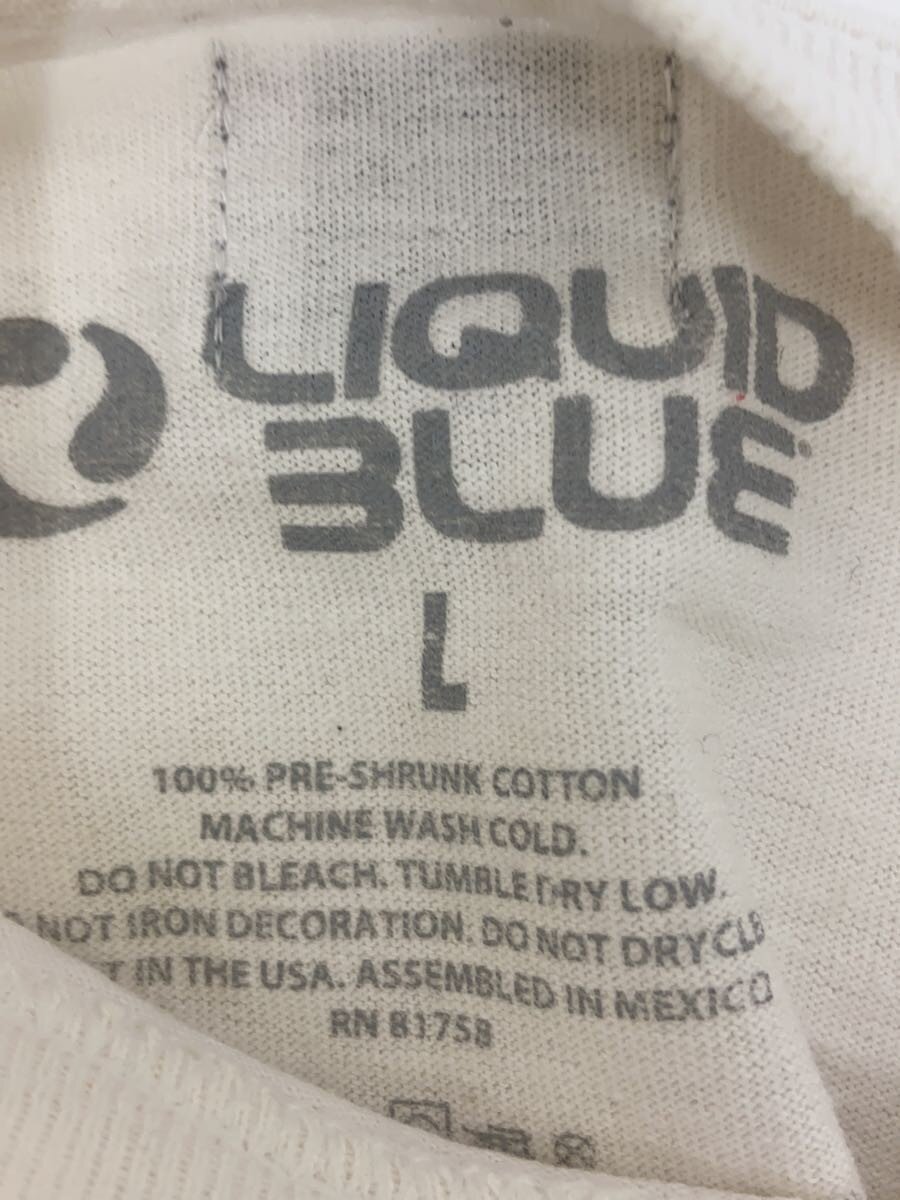 LIQUID
BLUE
L
100% PRE-SHRUNK COTTON
MACHINE WASH COLD.
DO NOT BLEACH. TUMBLE DRY LOW.
NOT IRON DECORATION. DO NOT DRY
IN THE USA. ASSEMBLED IN MEXICO
RN 81758